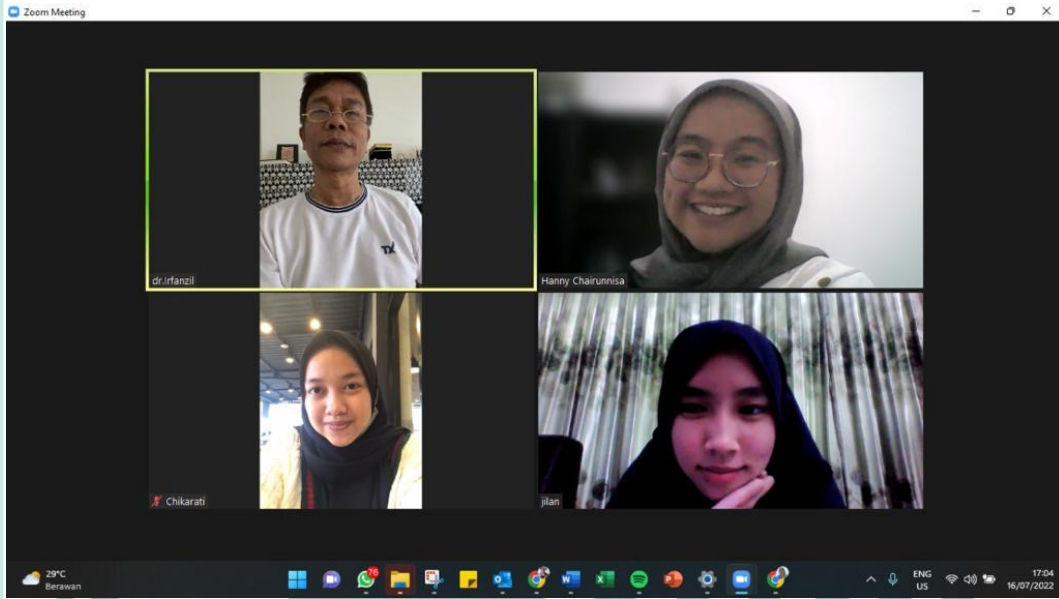 Zoom Meeting
dr.Irfanzil
Hanny Chairunnisa
Chikarati
jilan
TX
29°C
Berawan
76
ENG
US
17:04
16/07/2022